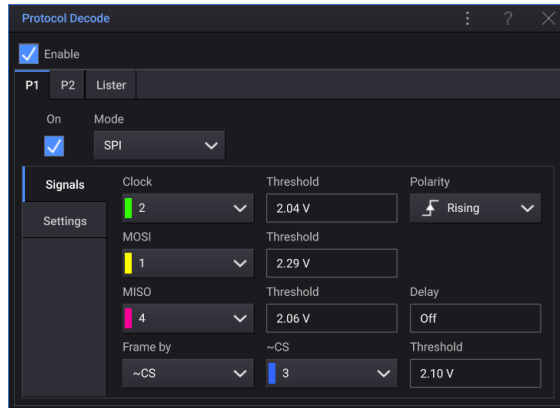 Protocol Decode ?
Enable
P1 P2 Lister
On Mode
SPI
Signals Clock Threshold Polarity
2 2.04 V Rising
Settings
MOSI Threshold
1 2.29 V
MISO Threshold Delay
4 2.06 V Off
Frame by ~CS Threshold
~CS 3 2.10 V